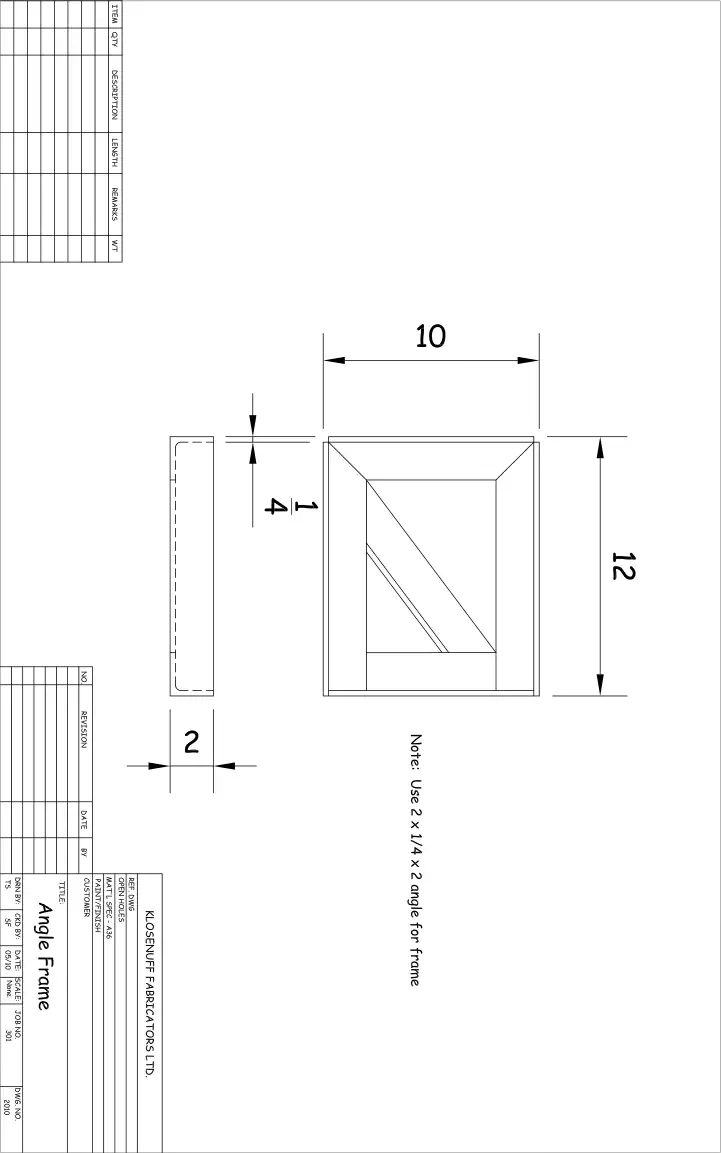 ITEM QTY DESCRIPTION LENGTH REMARKS WT
10
12
1
4
2
Note: Use 2 x 1/4 x 2 angle for frame
NO REVISION DATE BY
KLOSENUFF FABRICATORS LTD.
REF. DWG
OPEN HOLES
MAT'L SPEC - A36
PAINT/FINISH
CUSTOMER
TITLE:
Angle Frame
DRN BY: CKD BY: DATE: SCALE: JOB NO. DWG. NO.
TS SF 05/10 None 301 2010